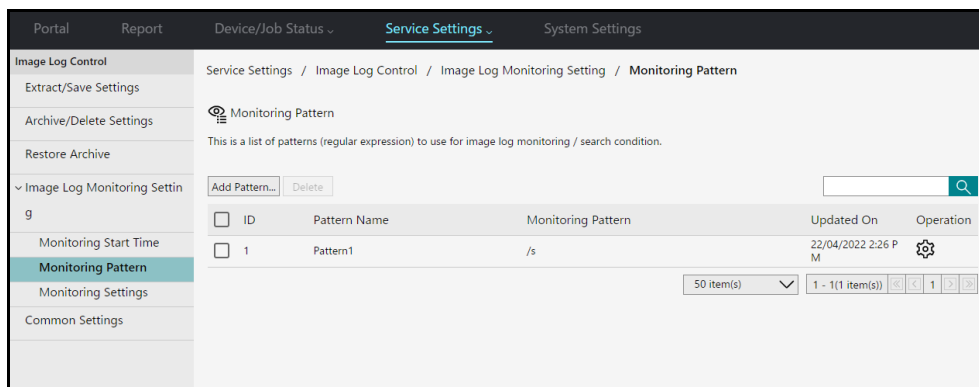 Portal Report Device/Job Status Service Settings System Settings
Image Log Control
Extract/Save Settings
Archive/Delete Settings
Restore Archive
Image Log Monitoring Settin
g
Monitoring Start Time
Monitoring Pattern
Monitoring Settings
Common Settings
Service Settings / Image Log Control / Image Log Monitoring Setting / Monitoring Pattern
Monitoring Pattern
This is a list of patterns (regular expression) to use for image log monitoring / search condition.
Add Pattern... Delete
ID Pattern Name Monitoring Pattern Updated On Operation
1 Pattern1 /s 22/04/2022 2:26 P
M
50 item(s) 1 - 1(1 item(s)) 1